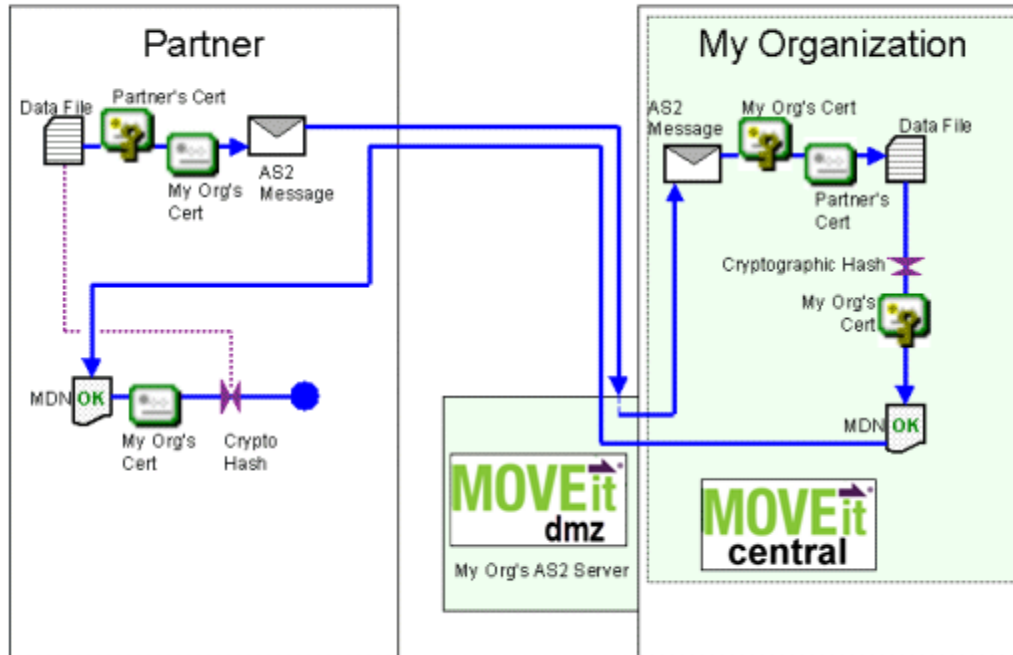 Partner
Data File
Partner's Cert
My Org's
Cert
AS2
Message
MDN
OK
My Org's
Cert
Crypto
Hash
MOVEit
dmz
My Org's AS2 Server
My Organization
AS2
Message
My Org's Cert
Partner's
Cert
Data File
Cryptographic Hash
My Org's
Cert
MDN
OK
MOVEit
central